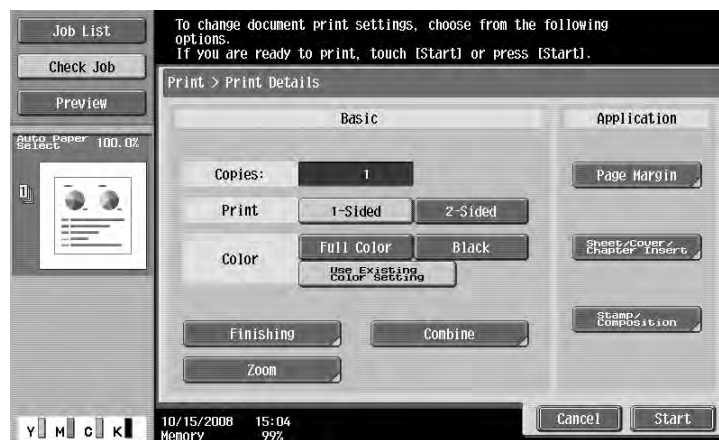 Job List
Check Job
Preview
Auto Paper
Select 100.0%
1
To change document print settings, choose from the following
options.
If you are ready to print, touch [Start] or press [Start].
Print > Print Details
Basic
Application
Copies:
1
Print
1-Sided
2-Sided
Color
Full Color
Black
Use Existing
Color Setting
Finishing
Combine
Zoom
Page Margin
Sheet/Cover/
Chapter Insert
Stamp/
Composition
Y M C K
10/15/2008 15:04
Memory 99%
Cancel
Start